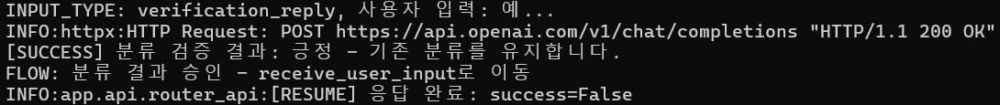 INPUT_TYPE: verification_reply, 사용자 입력: 예...
INFO:httpx:HTTP Request: POST https://api.openai.com/v1/chat/completions "HTTP/1.1 200 OK"
[SUCCESS] 분류 검증 결과: 긍정 - 기존 분류를 유지합니다.
FLOW: 분류 결과 승인 - receive_user_input로 이동
INFO:app.api.router_api:[RESUME] 응답 완료: success=False